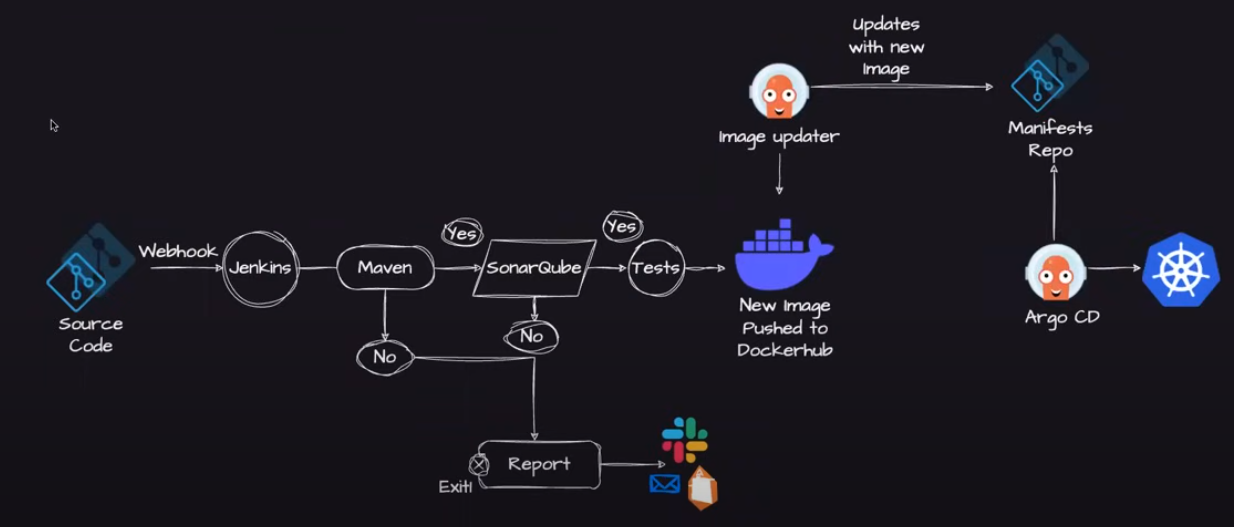 Updates
with new
Image
Image updater
Manifests
Repo
Yes
Yes
Webhook
Jenkins
Maven
SonarQube
Tests
Source
Code
New Image
Pushed to
Dockerhub
Argo CD
No
No
Report
Exit!